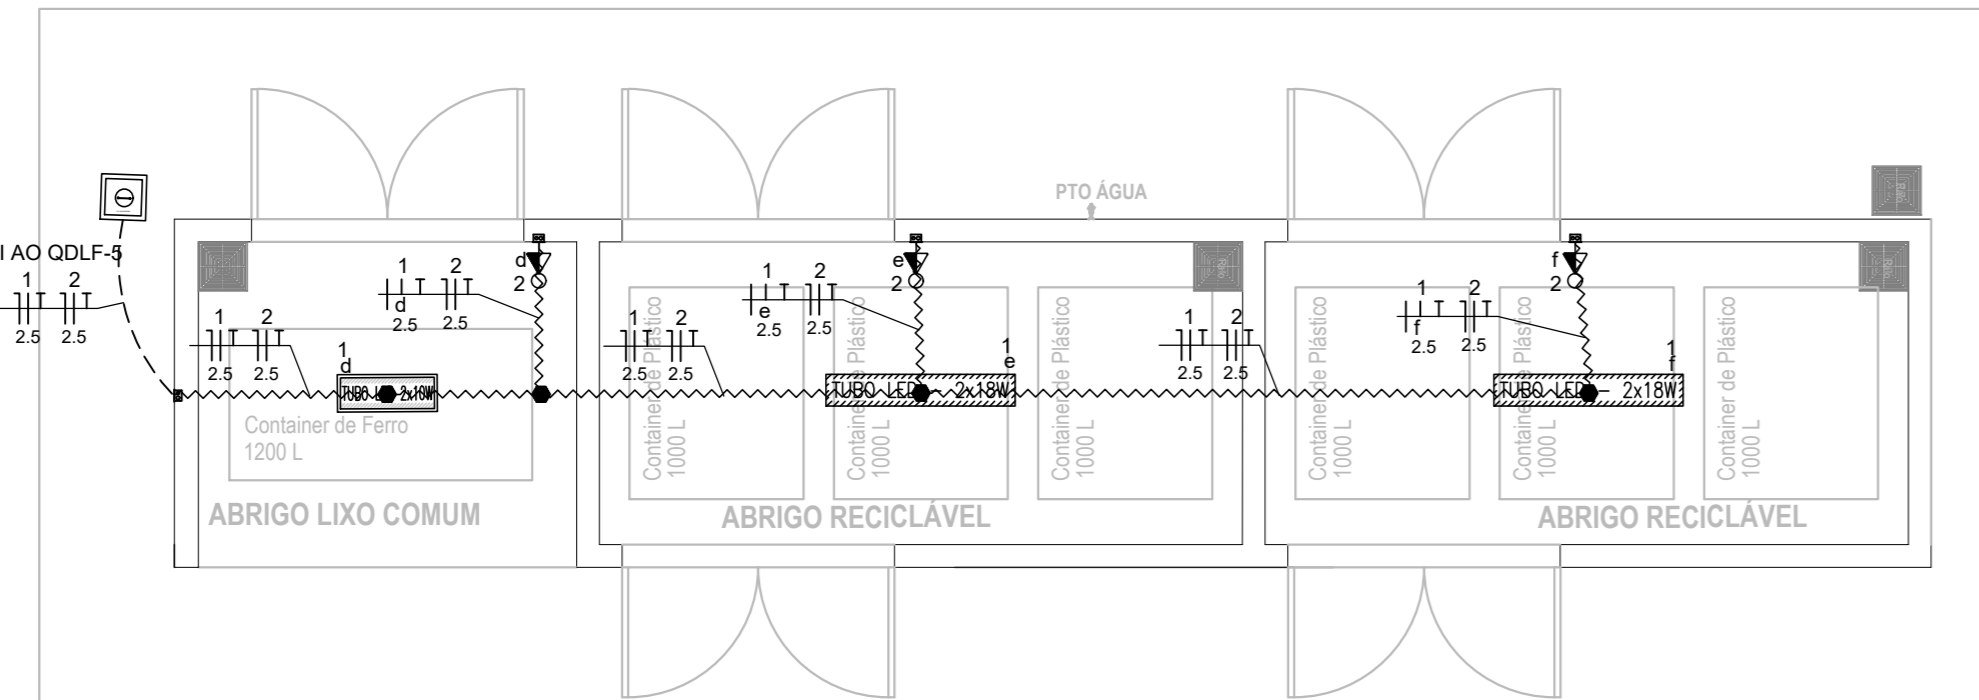 PTO ÁGUA
I AO QDLF-5
1 2
2.5 2.5
1 2
2.5 2.5
1 2
d
2.5 2.5
d
2
1
d
TUBO LED 2x10W
Container de Ferro
1200 L
ABRIGO LIXO COMUM
1 2
2.5 2.5
1 2
e
2.5 2.5
e
2
1
e
TUBO LED - 2x18W
Container de Plástico
1000 L
Container de Plástico
1000 L
Container de Plástico
1000 L
ABRIGO RECICLÁVEL
1 2
2.5 2.5
1 2
f
2.5 2.5
f
2
1
f
TUBO LED - 2x18W
Container de Plástico
1000 L
Container de Plástico
1000 L
Container de Plástico
1000 L
ABRIGO RECICLÁVEL
Ralo
Ralo
Ralo